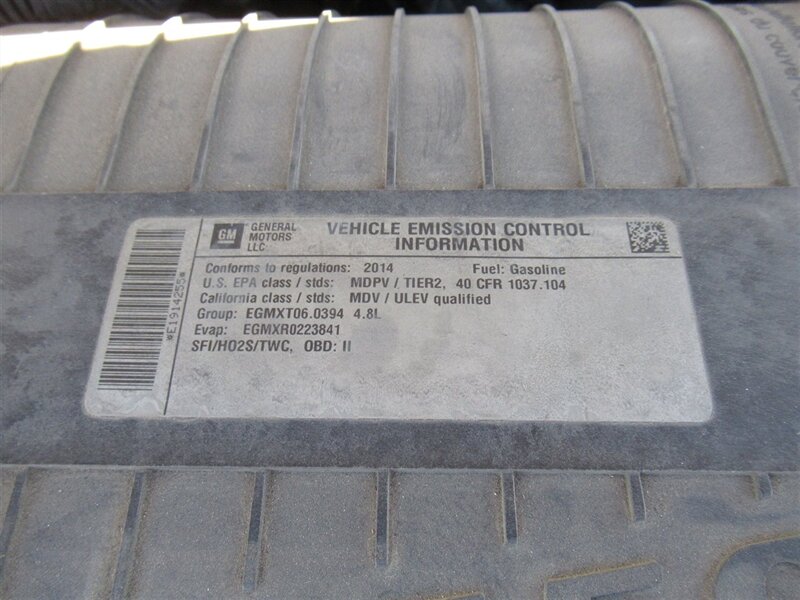 du couver
GM
GENERAL
MOTORS
LLC
VEHICLE EMISSION CONTROL
INFORMATION
Conforms to regulations: 2014 Fuel: Gasoline
U.S. EPA class / stds: MDPV / TIER2, 40 CFR 1037.104
California class / stds: MDV / ULEV qualified
Group: EGMXT06.0394 4.8L
Evap: EGMXR0223841
SFI/HO2S/TWC, OBD: II
*E1914255*